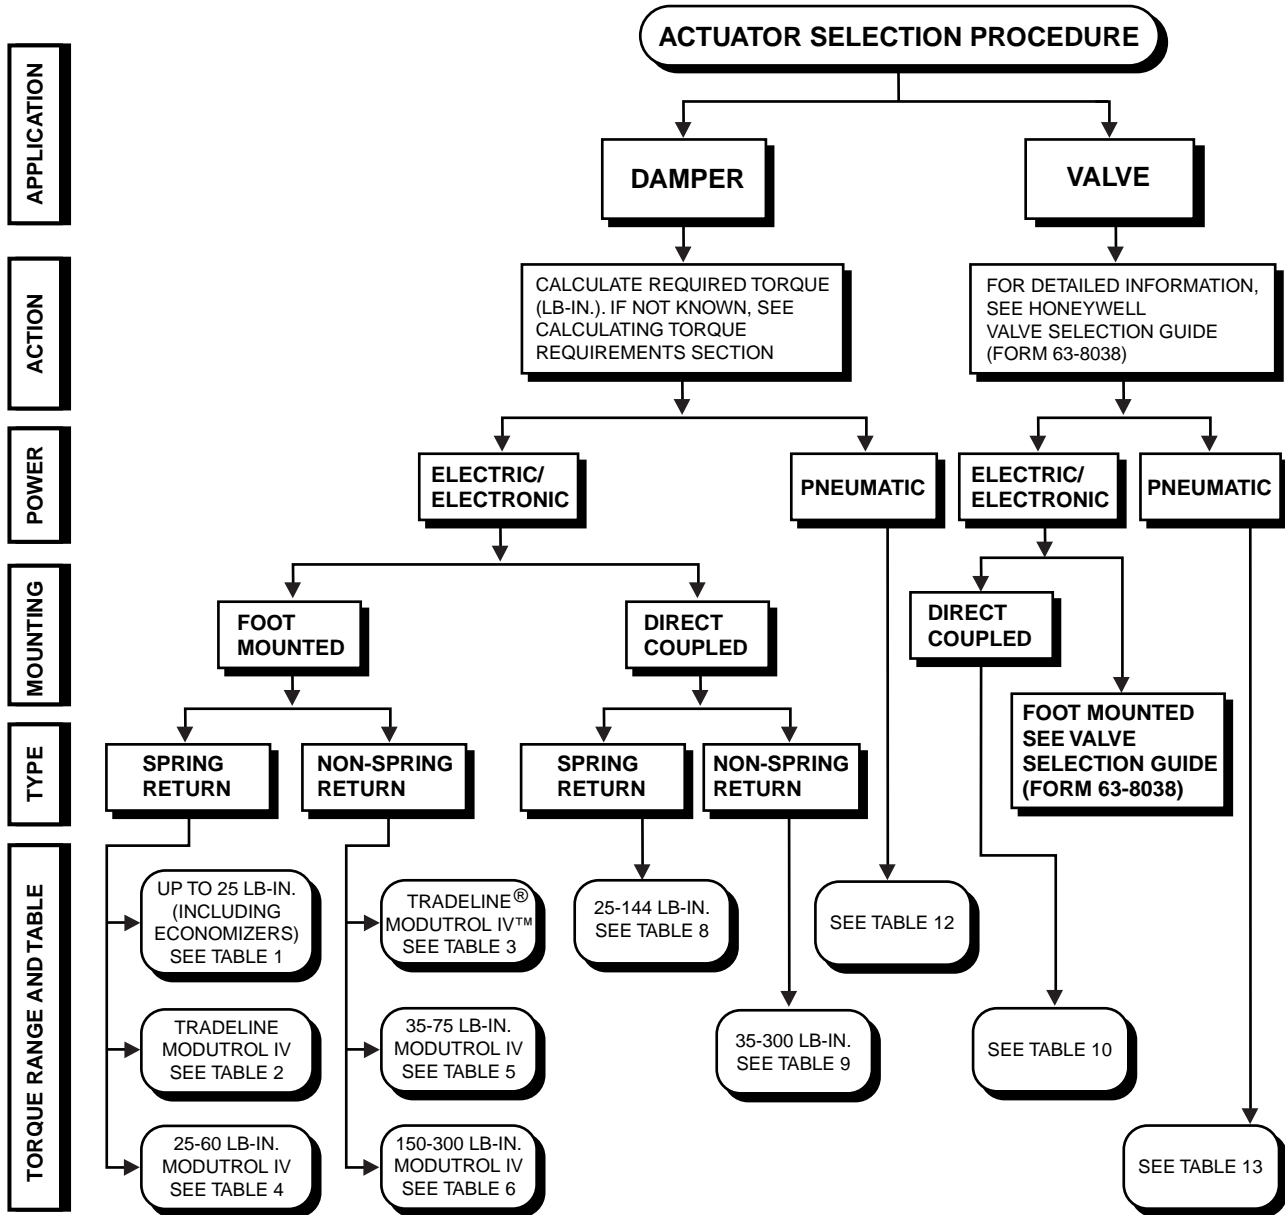 ACTUATOR SELECTION PROCEDURE
APPLICATION
DAMPER
VALVE
ACTION
CALCULATE REQUIRED TORQUE
(LB-IN.). IF NOT KNOWN, SEE
CALCULATING TORQUE
REQUIREMENTS SECTION
FOR DETAILED INFORMATION,
SEE HONEYWELL
VALVE SELECTION GUIDE
(FORM 63-8038)
POWER
ELECTRIC/
ELECTRONIC
PNEUMATIC
ELECTRIC/
ELECTRONIC
PNEUMATIC
MOUNTING
FOOT
MOUNTED
DIRECT
COUPLED
DIRECT
COUPLED
FOOT MOUNTED
SEE VALVE
SELECTION GUIDE
(FORM 63-8038)
TYPE
SPRING
RETURN
NON-SPRING
RETURN
SPRING
RETURN
NON-SPRING
RETURN
TORQUE RANGE AND TABLE
UP TO 25 LB-IN.
(INCLUDING
ECONOMIZERS)
SEE TABLE 1
TRADELINE®
MODUTROL IV™
SEE TABLE 3
25-144 LB-IN.
SEE TABLE 8
SEE TABLE 12
TRADELINE
MODUTROL IV
SEE TABLE 2
35-75 LB-IN.
MODUTROL IV
SEE TABLE 5
35-300 LB-IN.
SEE TABLE 9
SEE TABLE 10
25-60 LB-IN.
MODUTROL IV
SEE TABLE 4
150-300 LB-IN.
MODUTROL IV
SEE TABLE 6
SEE TABLE 13